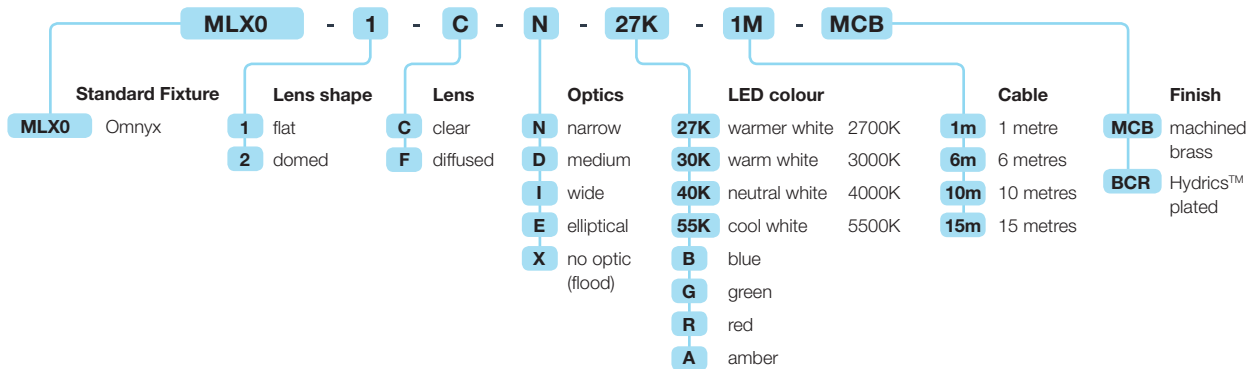 MLX0 - 1 - C - N - 27K - 1M - MCB
Standard Fixture
MLX0 Omnyx
Lens shape
1 flat
2 domed
Lens
C clear
F diffused
Optics
N narrow
D medium
I wide
E elliptical
X no optic
(flood)
LED colour
27K warmer white 2700K
30K warm white 3000K
40K neutral white 4000K
55K cool white 5500K
B blue
G green
R red
A amber
Cable
1m 1 metre
6m 6 metres
10m 10 metres
15m 15 metres
Finish
MCB machined
brass
BCR Hydrics™
plated